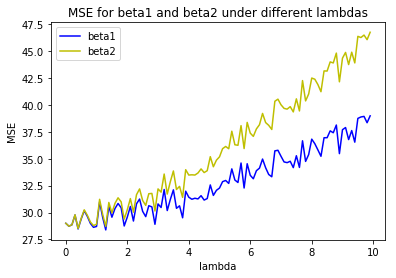 MSE for beta1 and beta2 under different lambdas
47.5
beta1
beta2
45.0
42.5
40.0
37.5
MSE
35.0
32.5
30.0
27.5
0 2 4 6 8 10
lambda